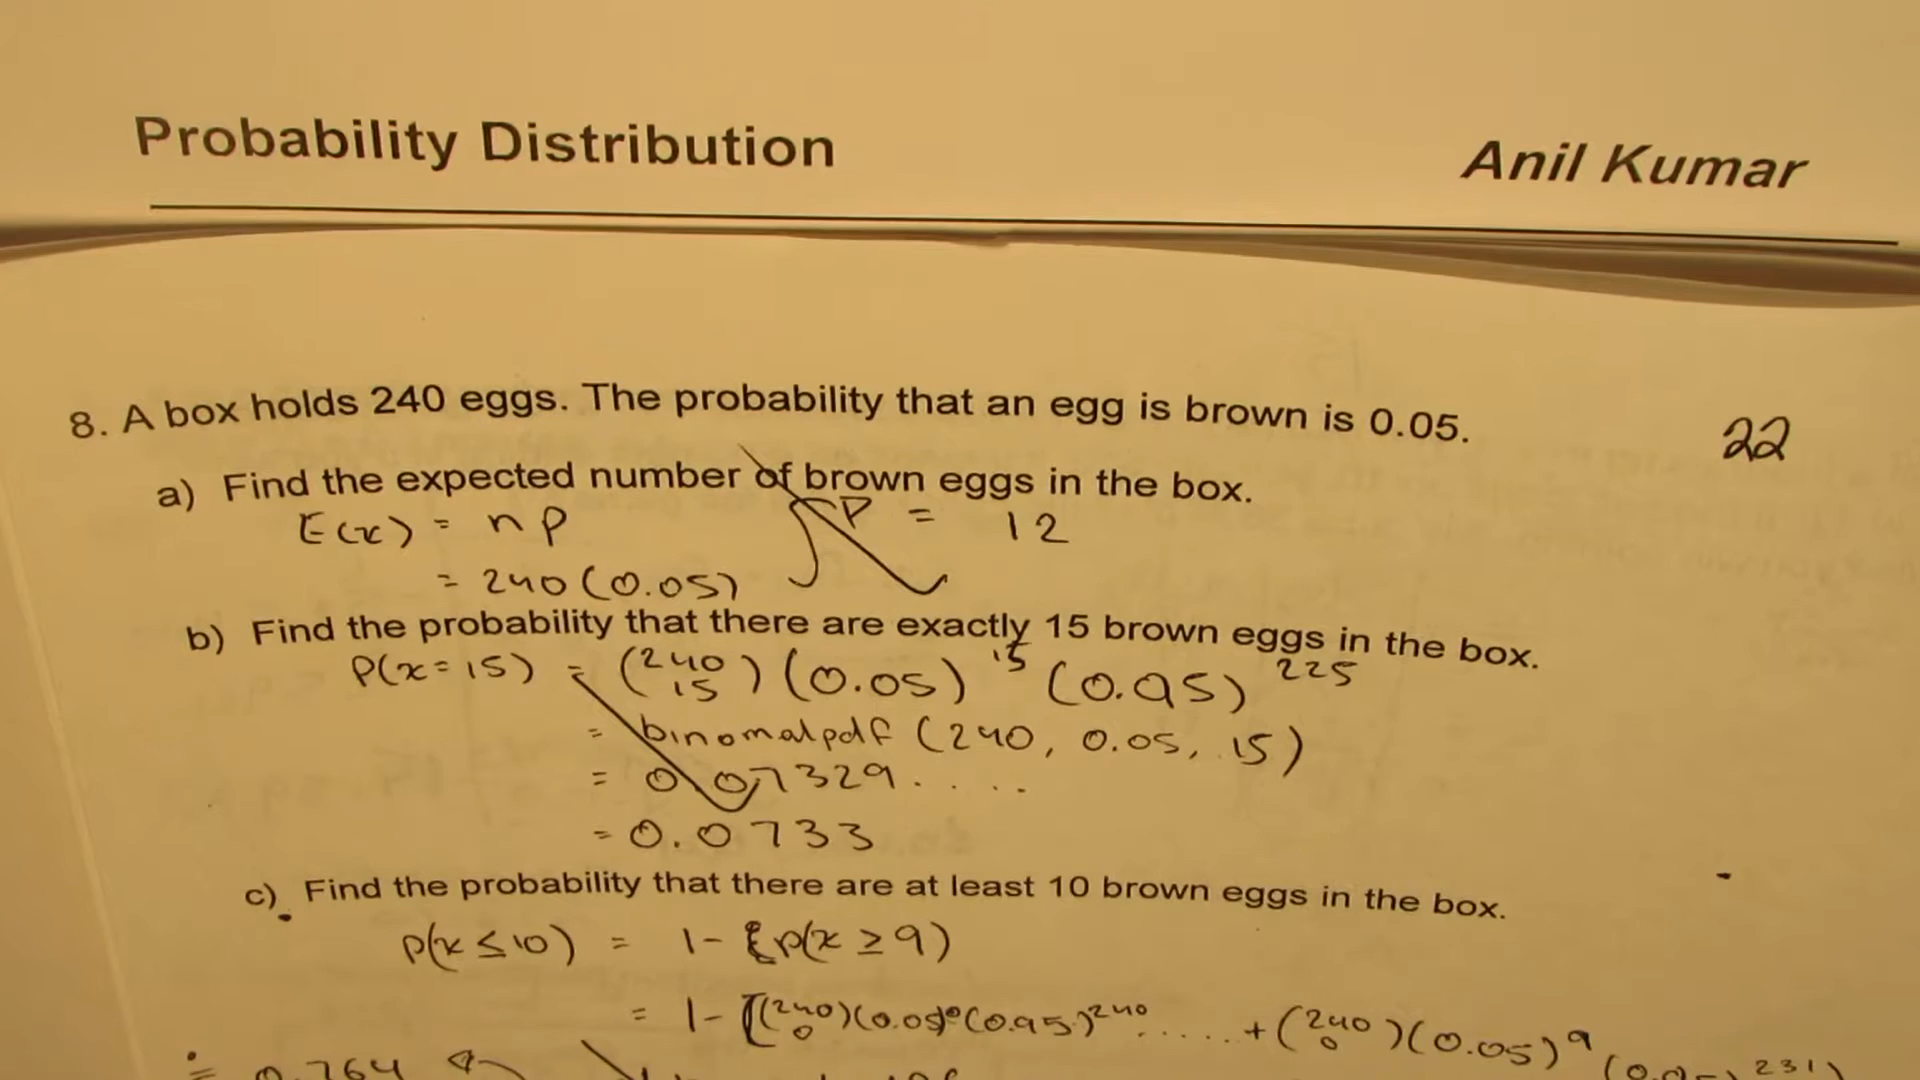 Probability Distribution
Anil Kumar
8. A box holds 240 eggs. The probability that an egg is brown is 0.05.
22
a) Find the expected number of brown eggs in the box.
E(x) = np P = 12
= 240(0.05)
b) Find the probability that there are exactly 15 brown eggs in the box.
P(x=15) = (240 15) (0.05)^15 (0.95)^225
= binomalpdf (240, 0.05, 15)
= 0.07329....
= 0.0733
c) Find the probability that there are at least 10 brown eggs in the box.
P(x ≤ 10) = 1 - {P(x ≥ 9)
= 1 - [(240 0)(0.05)^0(0.95)^240 ..... + (240 0)(0.05)^9
≐ 0.764